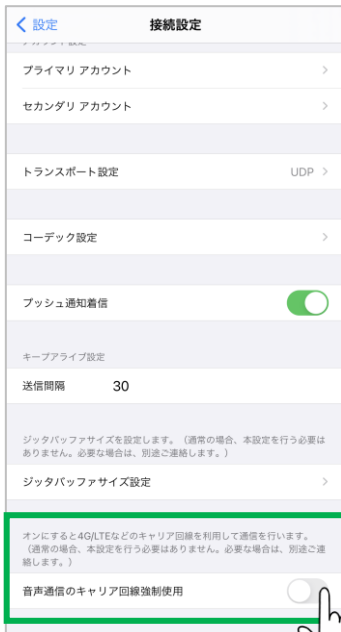 設定
接続設定
プライマリ アカウント
セカンダリ アカウント
トランスポート設定
UDP
コーデック設定
プッシュ通知着信
キープアライブ設定
送信間隔
30
ジッタバッファサイズを設定します。（通常の場合、本設定を行う必要は
ありません。必要な場合は、別途ご連絡します。）
ジッタバッファサイズ設定
オンにすると4G/LTEなどのキャリア回線を利用して通信を行います。
（通常の場合、本設定を行う必要はありません。必要な場合は、別途ご連
絡します。）
音声通信のキャリア回線強制使用